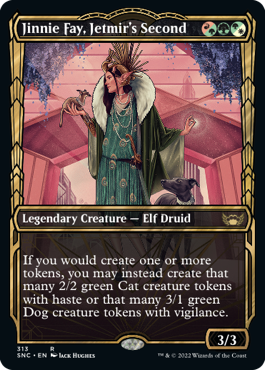 Jinnie Fay, Jetmir's Second
Legendary Creature — Elf Druid
If you would create one or more
tokens, you may instead create that
many 2/2 green Cat creature tokens
with haste or that many 3/1 green
Dog creature tokens with vigilance.
3/3
313 R
SNC • EN Jack Hughes
™ & © 2022 Wizards of the Coast